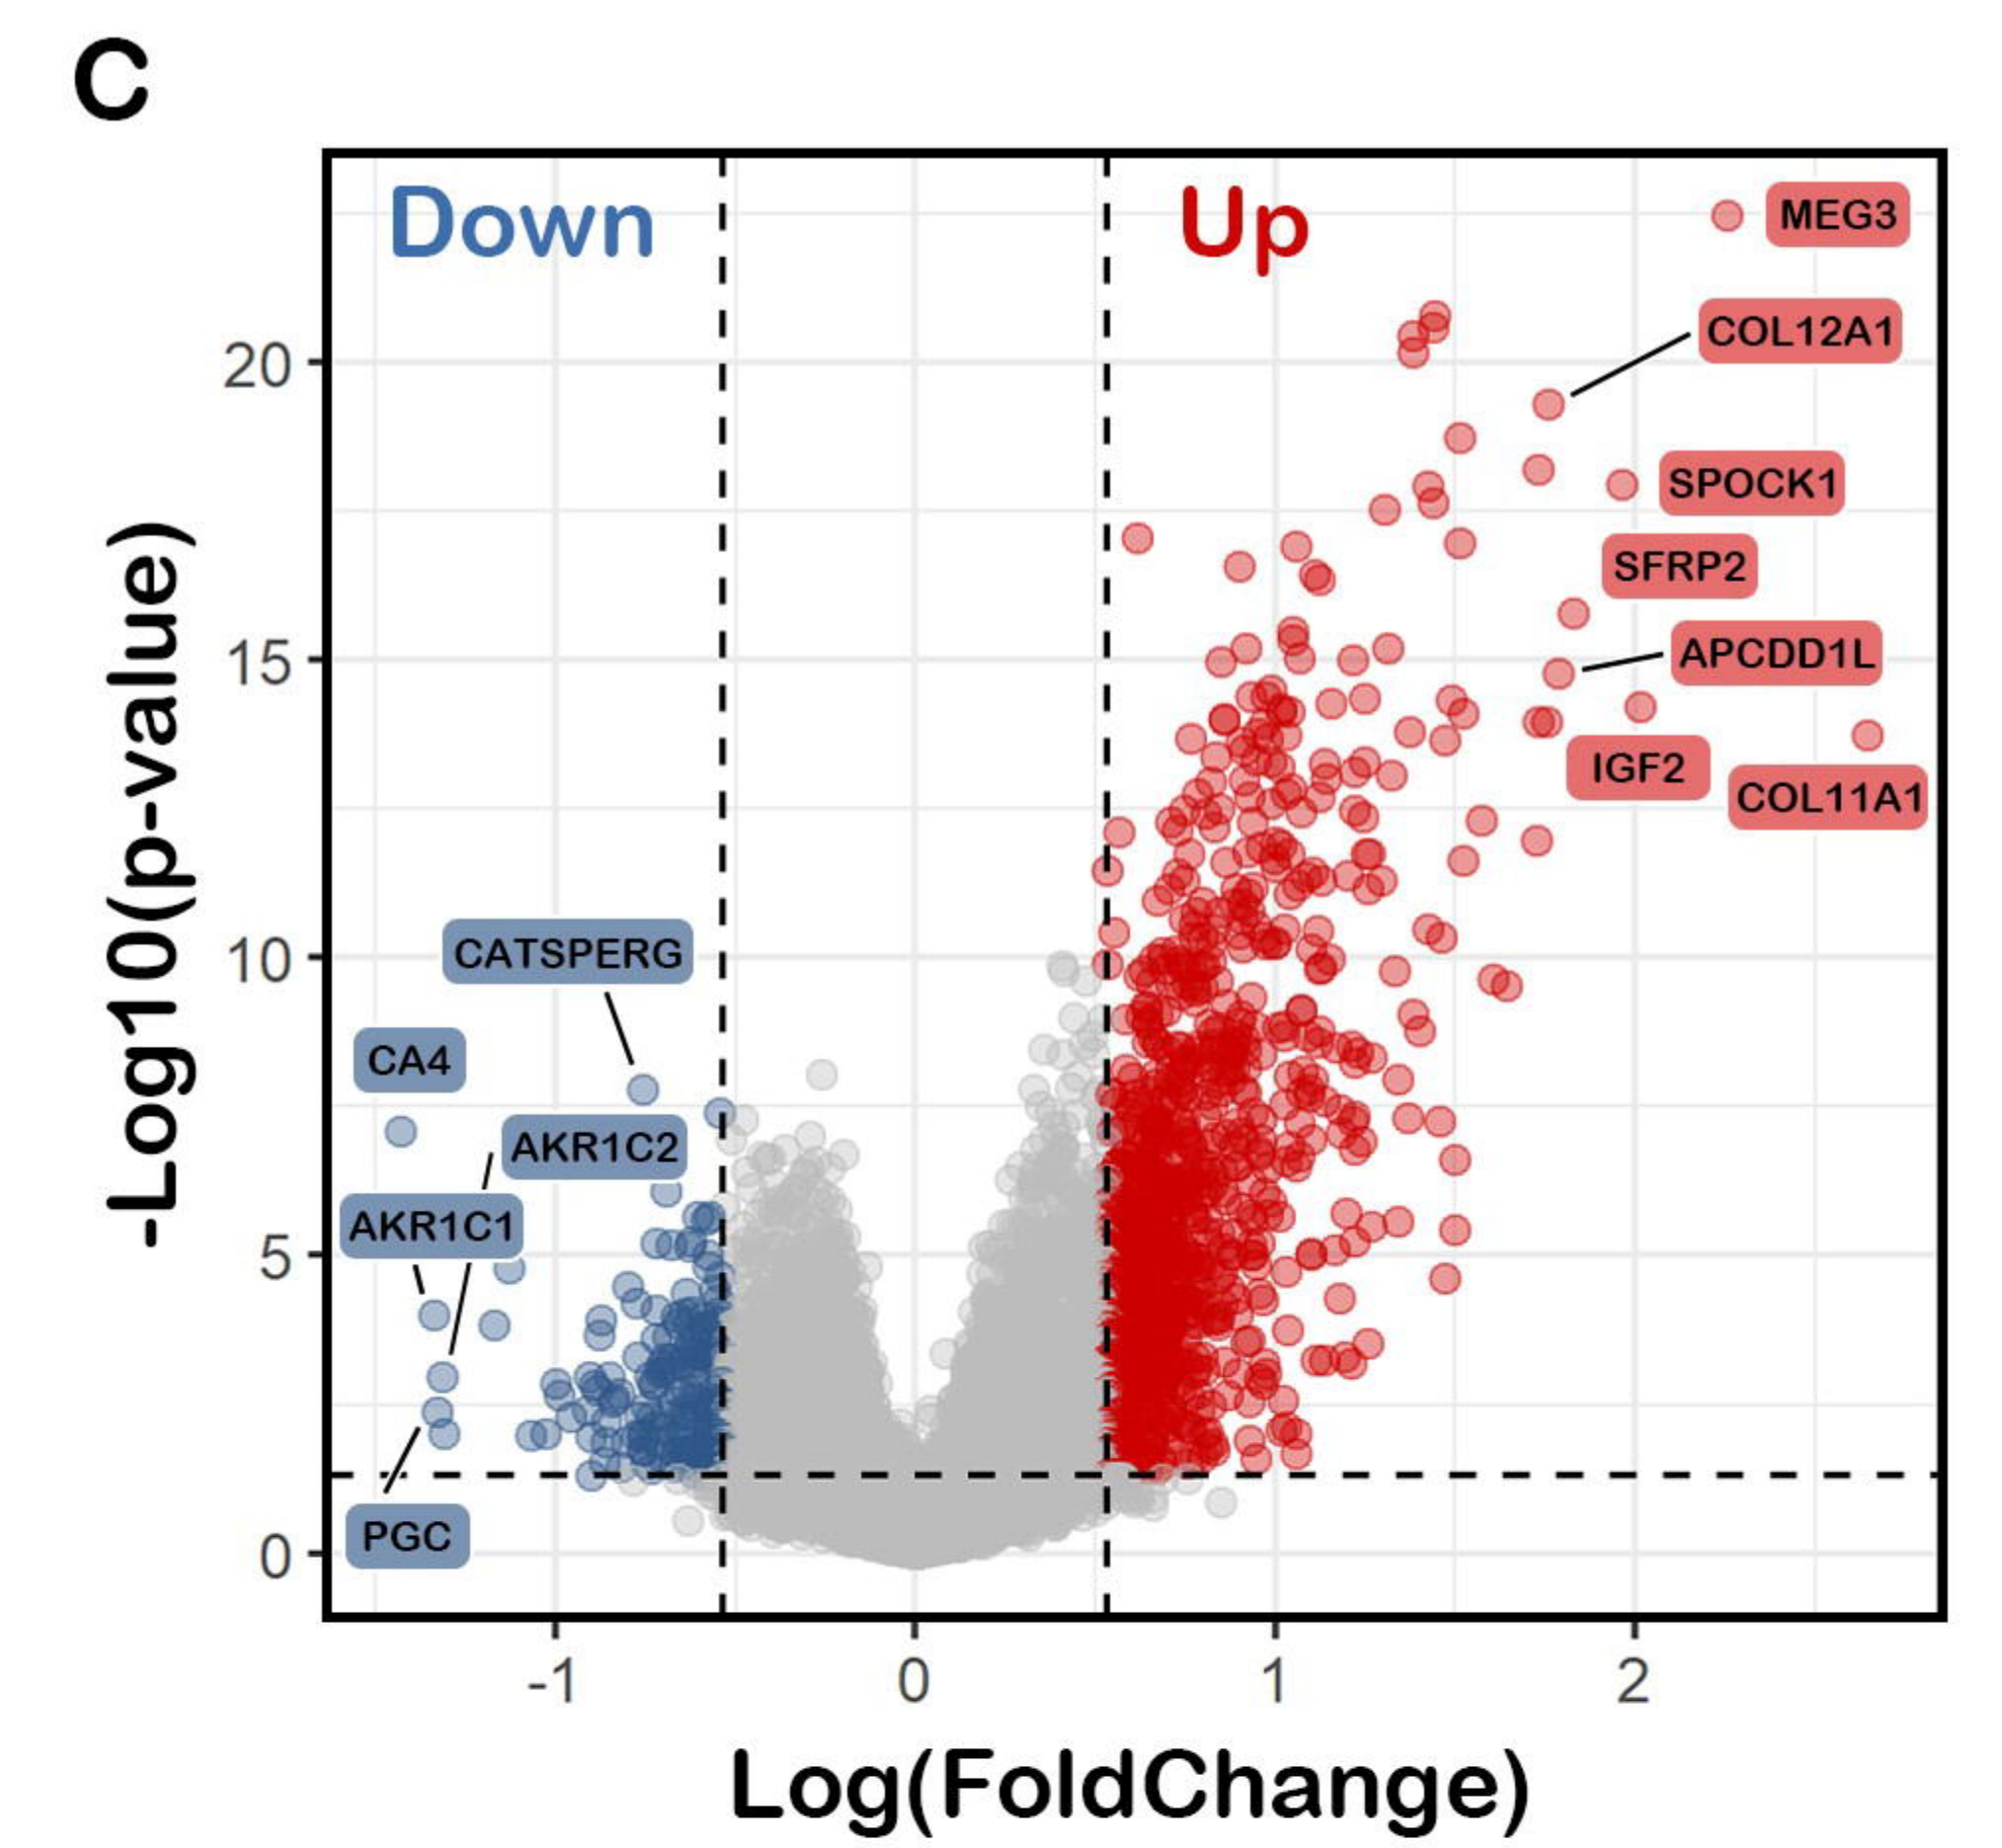 C
Down
Up
MEG3
COL12A1
SPOCK1
SFRP2
APCDD1L
IGF2
COL11A1
CATSPERG
CA4
AKR1C2
AKR1C1
PGC
-Log10(p-value)
20
15
10
5
0
-1 0 1 2
Log(FoldChange)